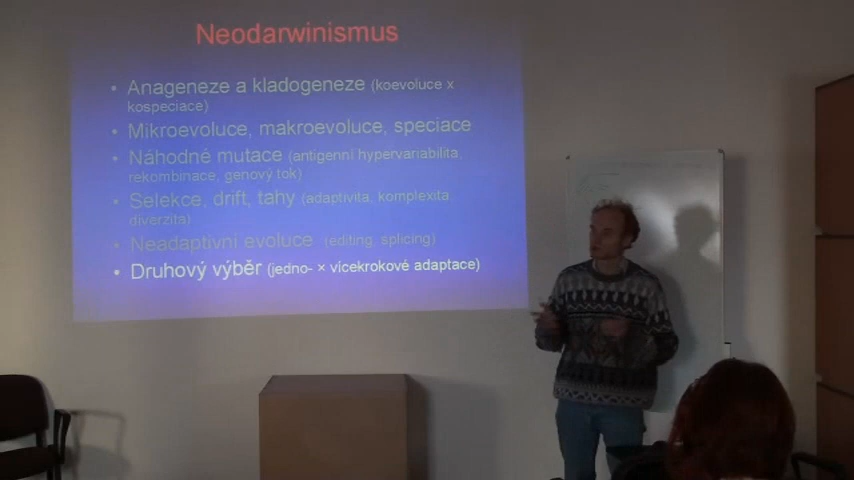 Neodarwinismus
• Anageneze a kladogeneze (koevoluce x
kospeciace)
• Mikroevoluce, makroevoluce, speciace
• Náhodné mutace (antigenní hypervariabilita,
rekombinace, genový tok)
• Selekce, drift, tahy (adaptivita, komplexita,
diverzita)
• Neadaptivní evoluce (editing, splicing)
• Druhový výběr (jedno- × vícekrokové adaptace)